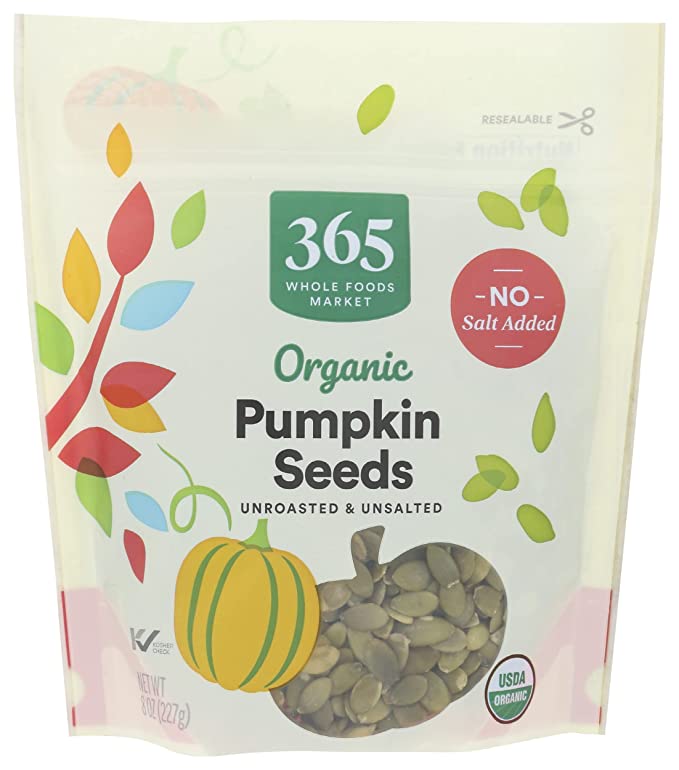 RESEALABLE
365
WHOLE FOODS
MARKET
-NO-
Salt Added
Organic
Pumpkin
Seeds
UNROASTED & UNSALTED
KV KOSHER
CHECK
NET WT
8 OZ (227g)
USDA
ORGANIC